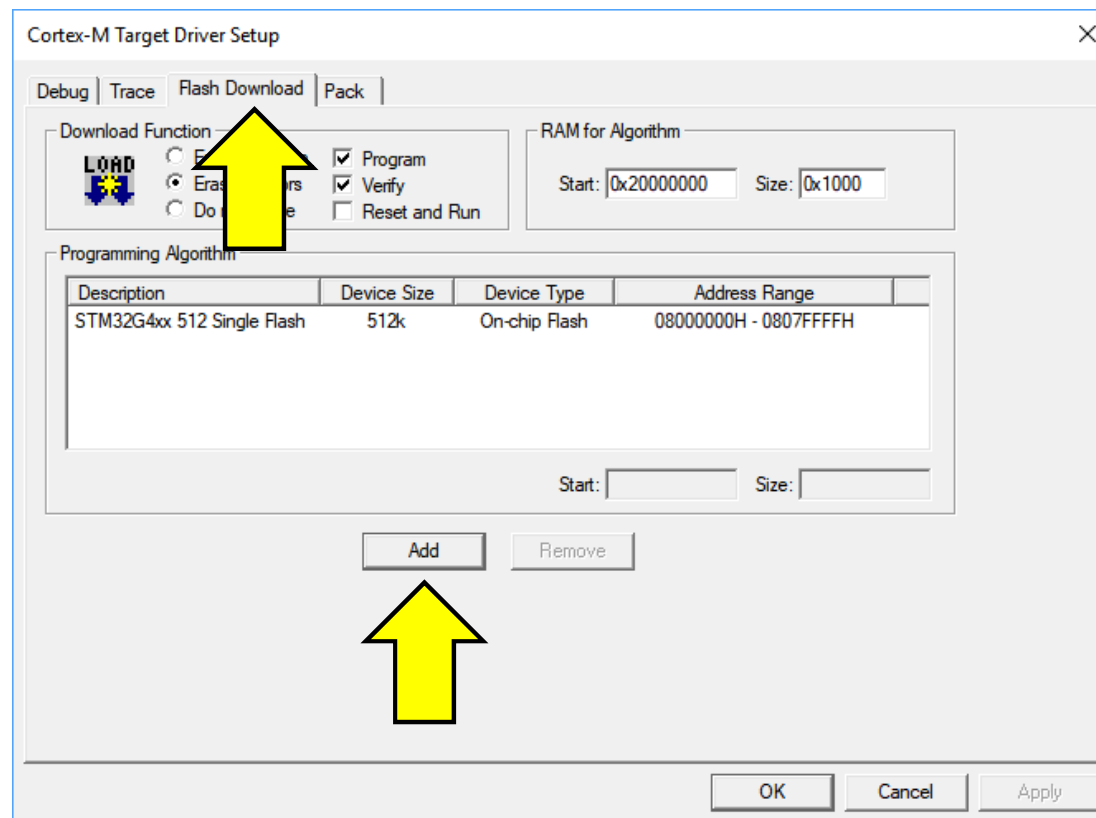 Cortex-M Target Driver Setup
Debug Trace Flash Download Pack
Download Function
LOAD
Program
Verify
Do
Reset and Run
RAM for Algorithm
Start: 0x20000000 Size: 0x1000
Programming Algorithm
Description Device Size Device Type Address Range
STM32G4xx 512 Single Flash 512k On-chip Flash 08000000H - 0807FFFFH
Start: Size:
Add Remove
OK Cancel Apply